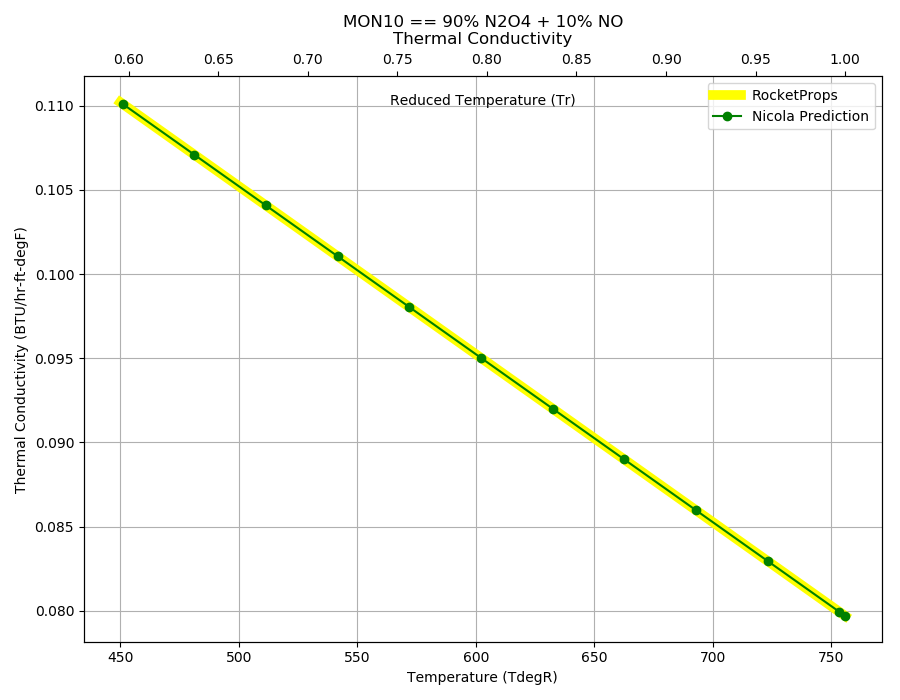 MON10 == 90% N2O4 + 10% NO
Thermal Conductivity
0.60 0.65 0.70 0.75 0.80 0.85 0.90 0.95 1.00
Reduced Temperature (Tr)
RocketProps
Nicola Prediction
Thermal Conductivity (BTU/hr-ft-degF)
0.110
0.105
0.100
0.095
0.090
0.085
0.080
450 500 550 600 650 700 750
Temperature (TdegR)